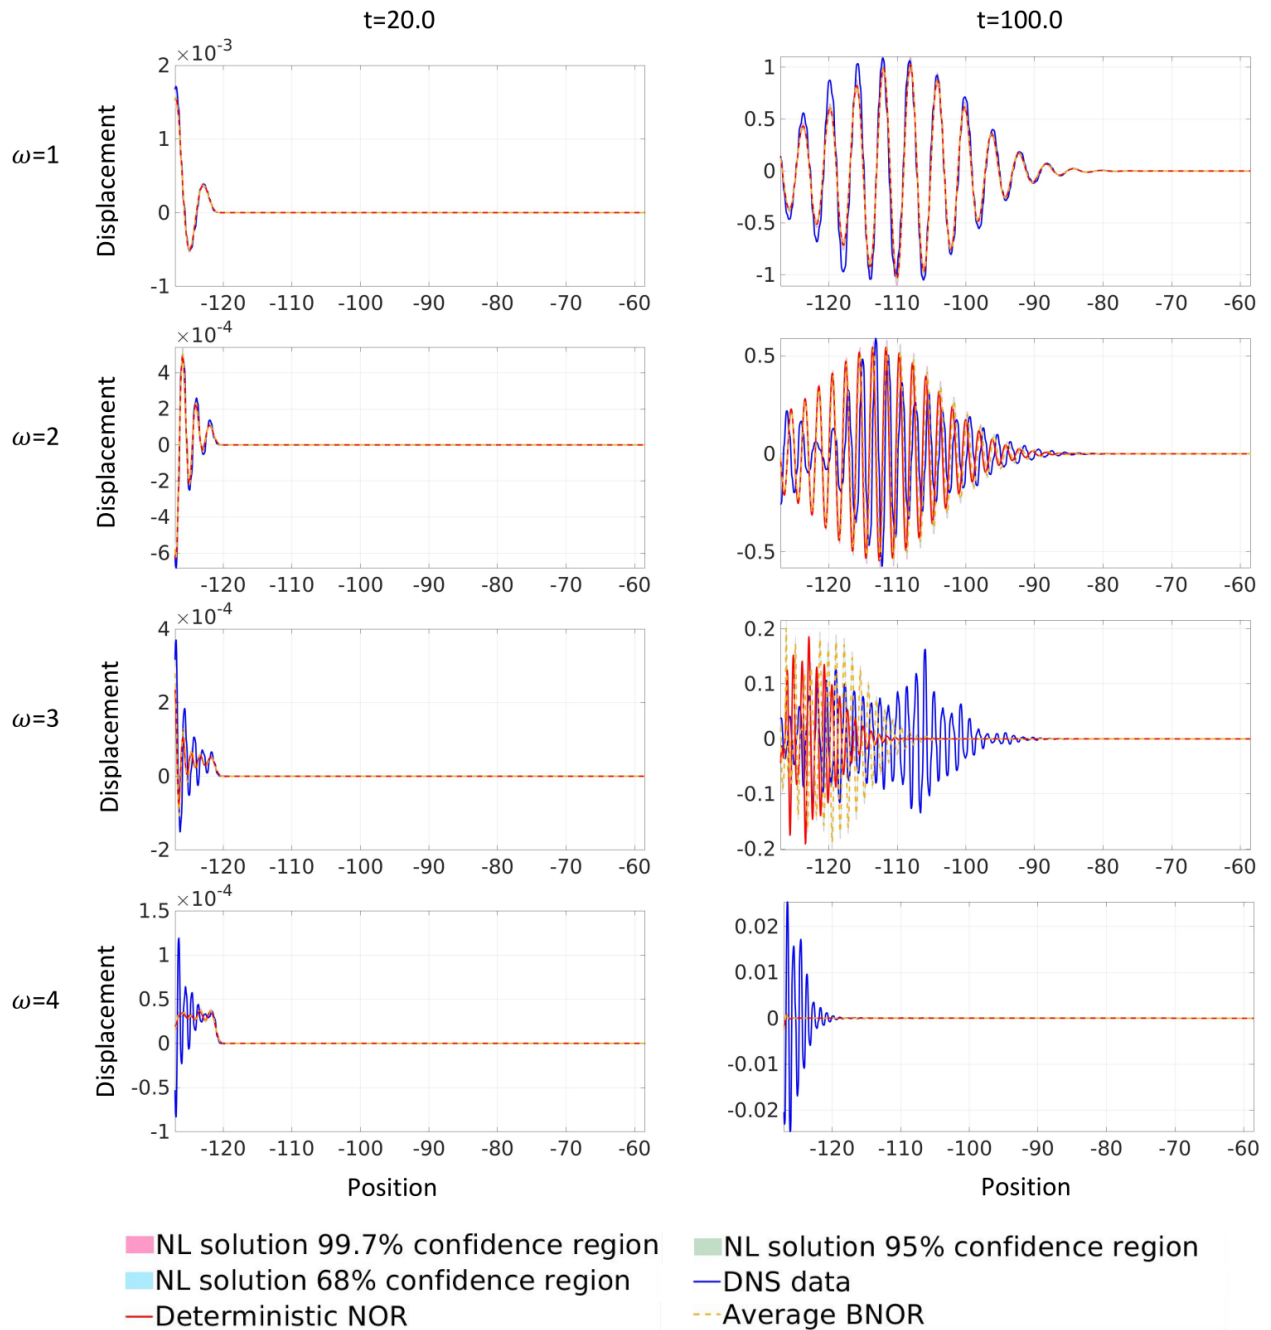 t=20.0 t=100.0
ω=1
×10-3
2
1
0
-1
Displacement
-120 -110 -100 -90 -80 -70 -60
1
0.5
0
-0.5
-1
-120 -110 -100 -90 -80 -70 -60
ω=2
×10-4
4
2
0
-2
-4
-6
Displacement
-120 -110 -100 -90 -80 -70 -60
0.5
0
-0.5
-120 -110 -100 -90 -80 -70 -60
ω=3
×10-4
4
2
0
-2
Displacement
-120 -110 -100 -90 -80 -70 -60
0.2
0.1
0
-0.1
-0.2
-120 -110 -100 -90 -80 -70 -60
ω=4
×10-4
1.5
1
0.5
0
-0.5
-1
Displacement
-120 -110 -100 -90 -80 -70 -60
0.02
0.01
0
-0.01
-0.02
-120 -110 -100 -90 -80 -70 -60
Position Position
NL solution 99.7% confidence region NL solution 95% confidence region
NL solution 68% confidence region DNS data
Deterministic NOR Average BNOR